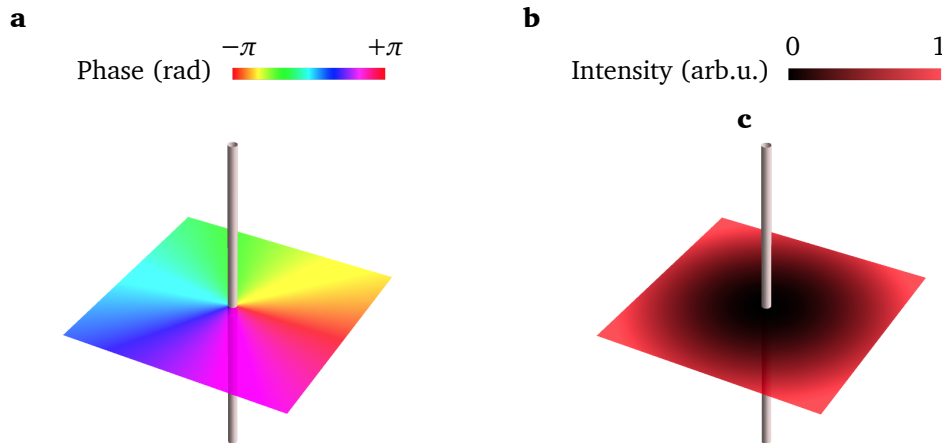 a
−π +π
Phase (rad)
b
0 1
Intensity (arb.u.)
c